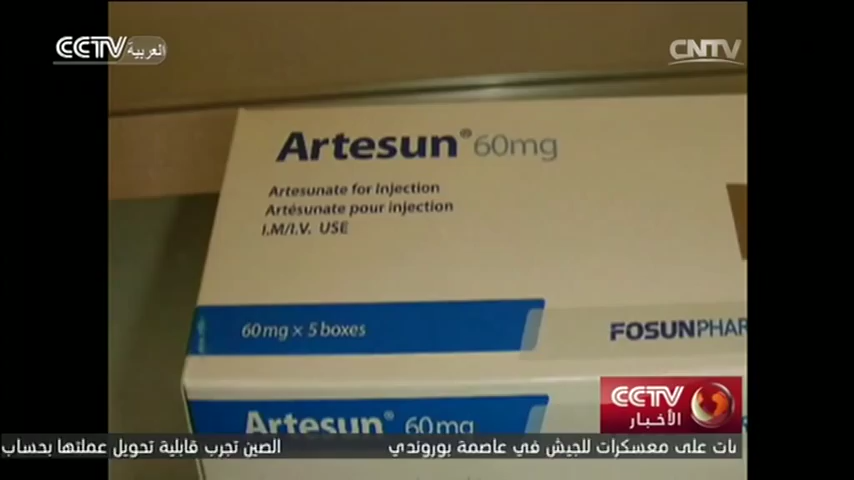 CCTV العربية
CNTV
Artesun® 60mg
Artesunate for injection
Artésunate pour injection
I.M/I.V. USE
60mg × 5 boxes
FOSUNPHAR
CCTV
الأخبار
Artesun® 60mg
على معسكرات للجيش في عاصمة بوروندي
الصين تجرب قابلية تحويل عملتها بحساب